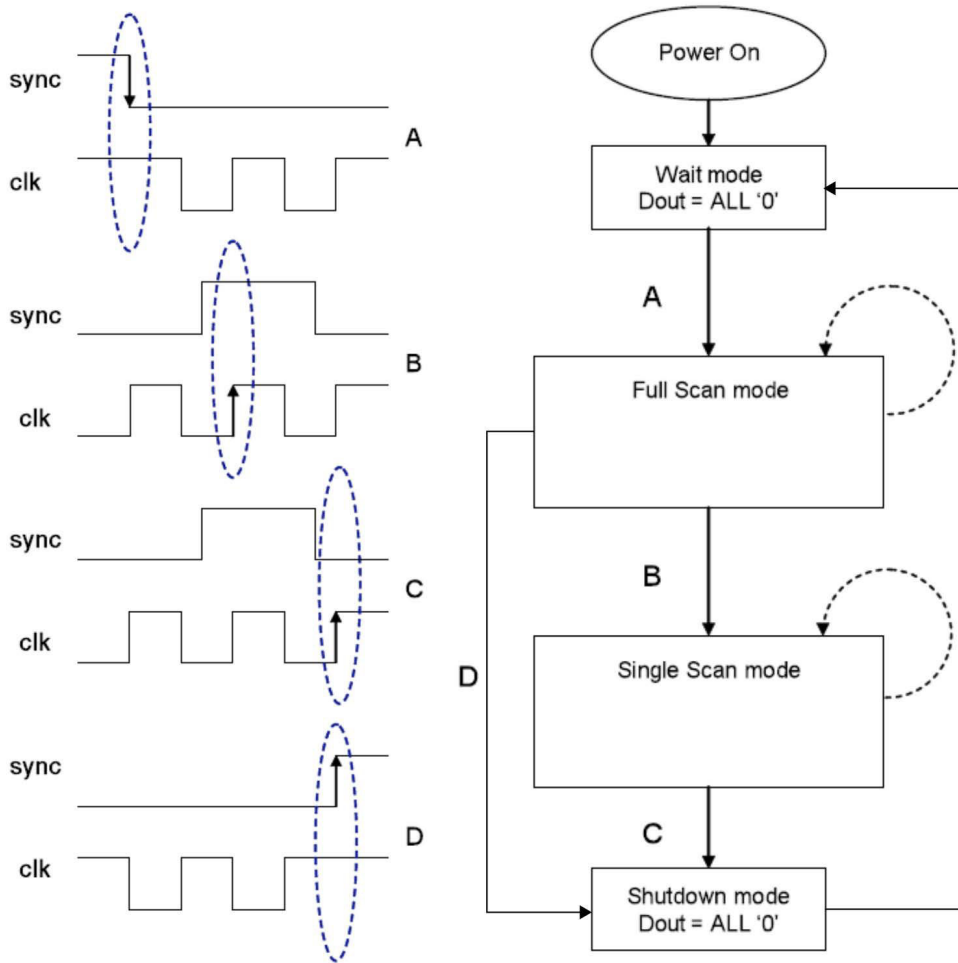 sync
A
clk
sync
B
clk
sync
C
clk
sync
D
clk
Power On
Wait mode
Dout = ALL ‘0’
A
Full Scan mode
B
D
Single Scan mode
C
Shutdown mode
Dout = ALL ‘0’